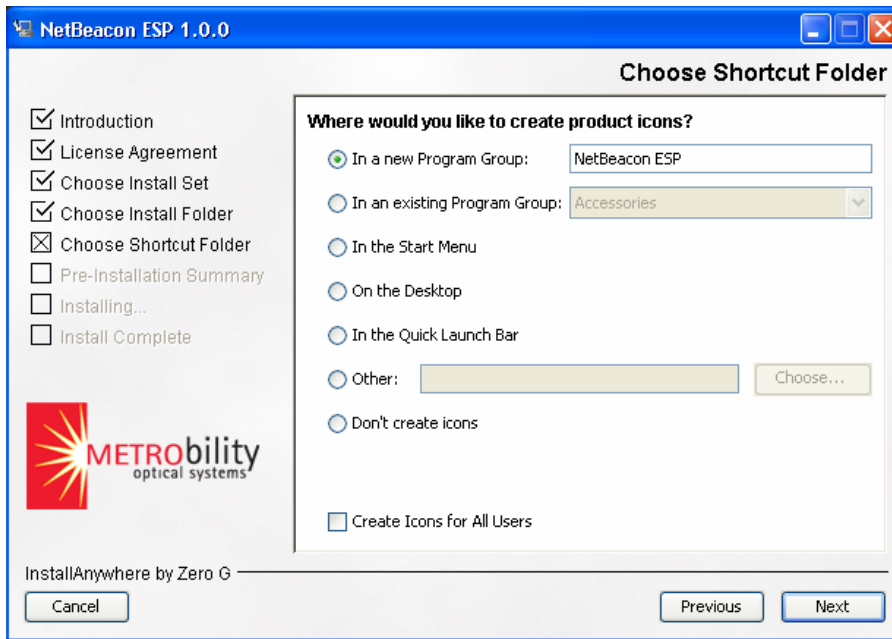 NetBeacon ESP 1.0.0
Choose Shortcut Folder
Introduction
License Agreement
Choose Install Set
Choose Install Folder
Choose Shortcut Folder
Pre-Installation Summary
Installing...
Install Complete
METRObility
optical systems
Where would you like to create product icons?
In a new Program Group: NetBeacon ESP
In an existing Program Group: Accessories
In the Start Menu
On the Desktop
In the Quick Launch Bar
Other: Choose...
Don't create icons
Create Icons for All Users
InstallAnywhere by Zero G
Cancel Previous Next